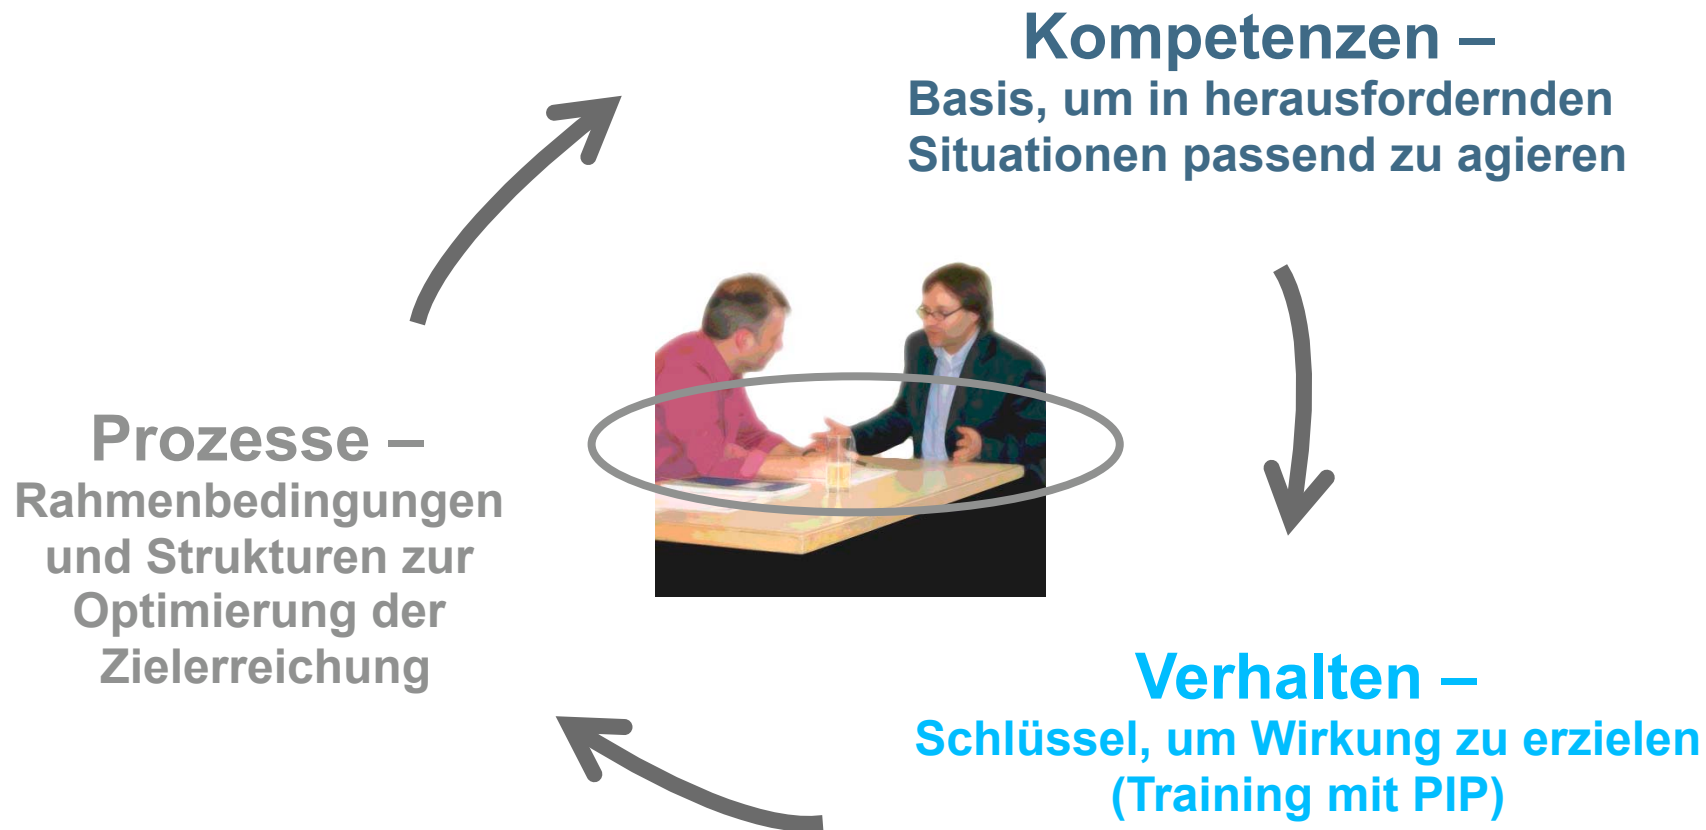 Kompetenzen –
Basis, um in herausfordernden
Situationen passend zu agieren
Prozesse –
Rahmenbedingungen
und Strukturen zur
Optimierung der
Zielerreichung
Verhalten –
Schlüssel, um Wirkung zu erzielen
(Training mit PIP)